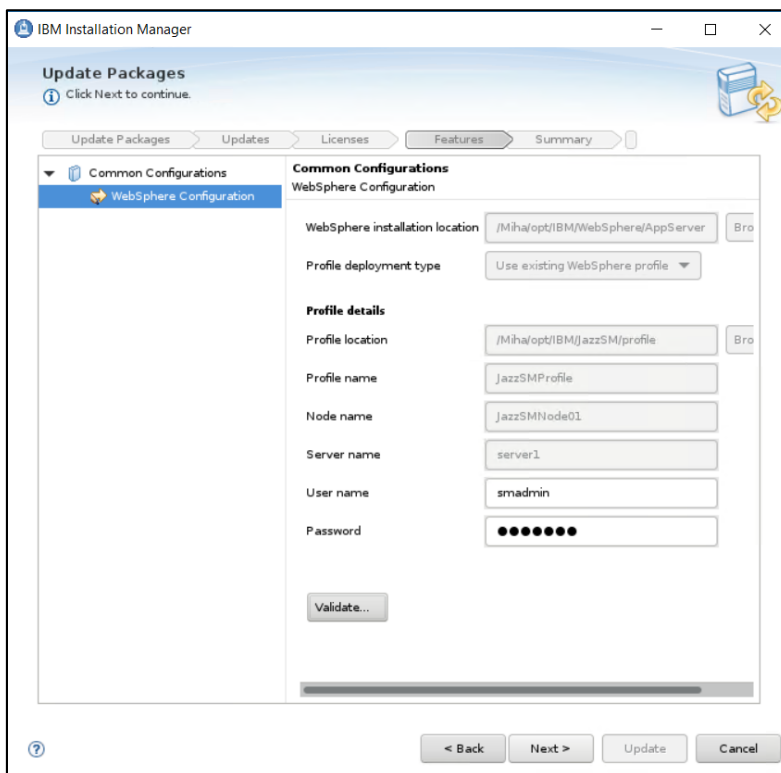 IBM Installation Manager
Update Packages
Click Next to continue.
Update Packages Updates Licenses Features Summary
Common Configurations
WebSphere Configuration
Common Configurations
WebSphere Configuration
WebSphere installation location /Miha/opt/IBM/WebSphere/AppServer Bro
Profile deployment type Use existing WebSphere profile
Profile details
Profile location /Miha/opt/IBM/JazzSM/profile Bro
Profile name JazzSMProfile
Node name JazzSMNode01
Server name server1
User name smadmin
Password ●●●●●●●
Validate...
? < Back Next > Update Cancel